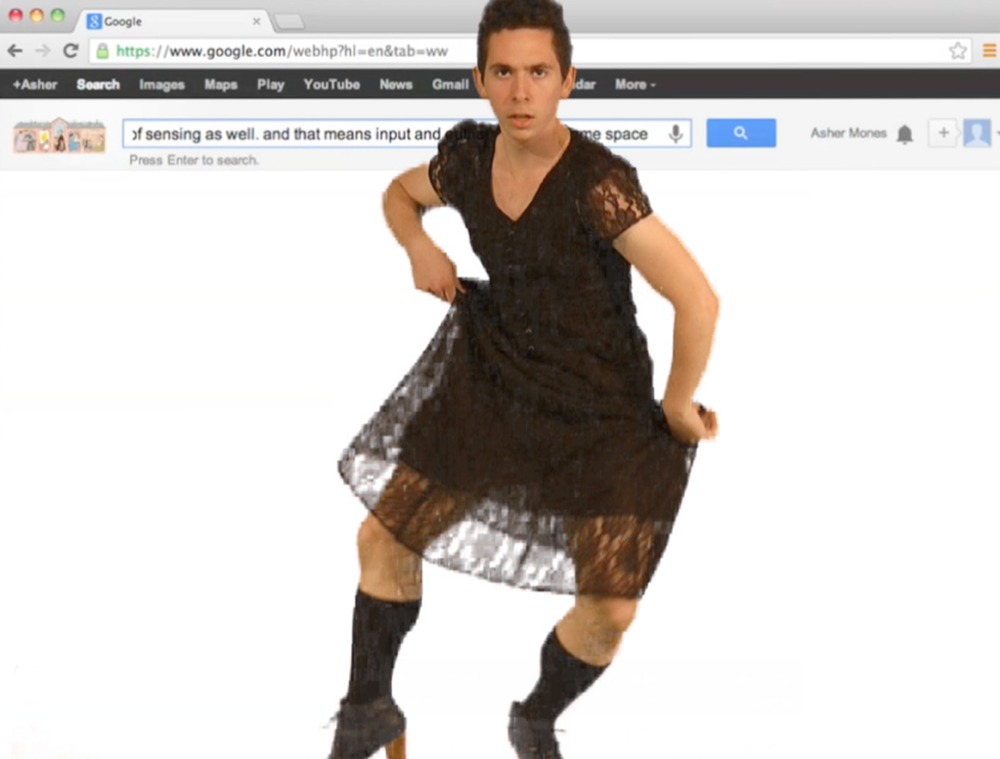 Google
https://www.google.com/webhp?hl=en&tab=ww
+Asher Search Images Maps Play YouTube News Gmail dar More
of sensing as well. and that means input and me space
Asher Mones
Press Enter to search.